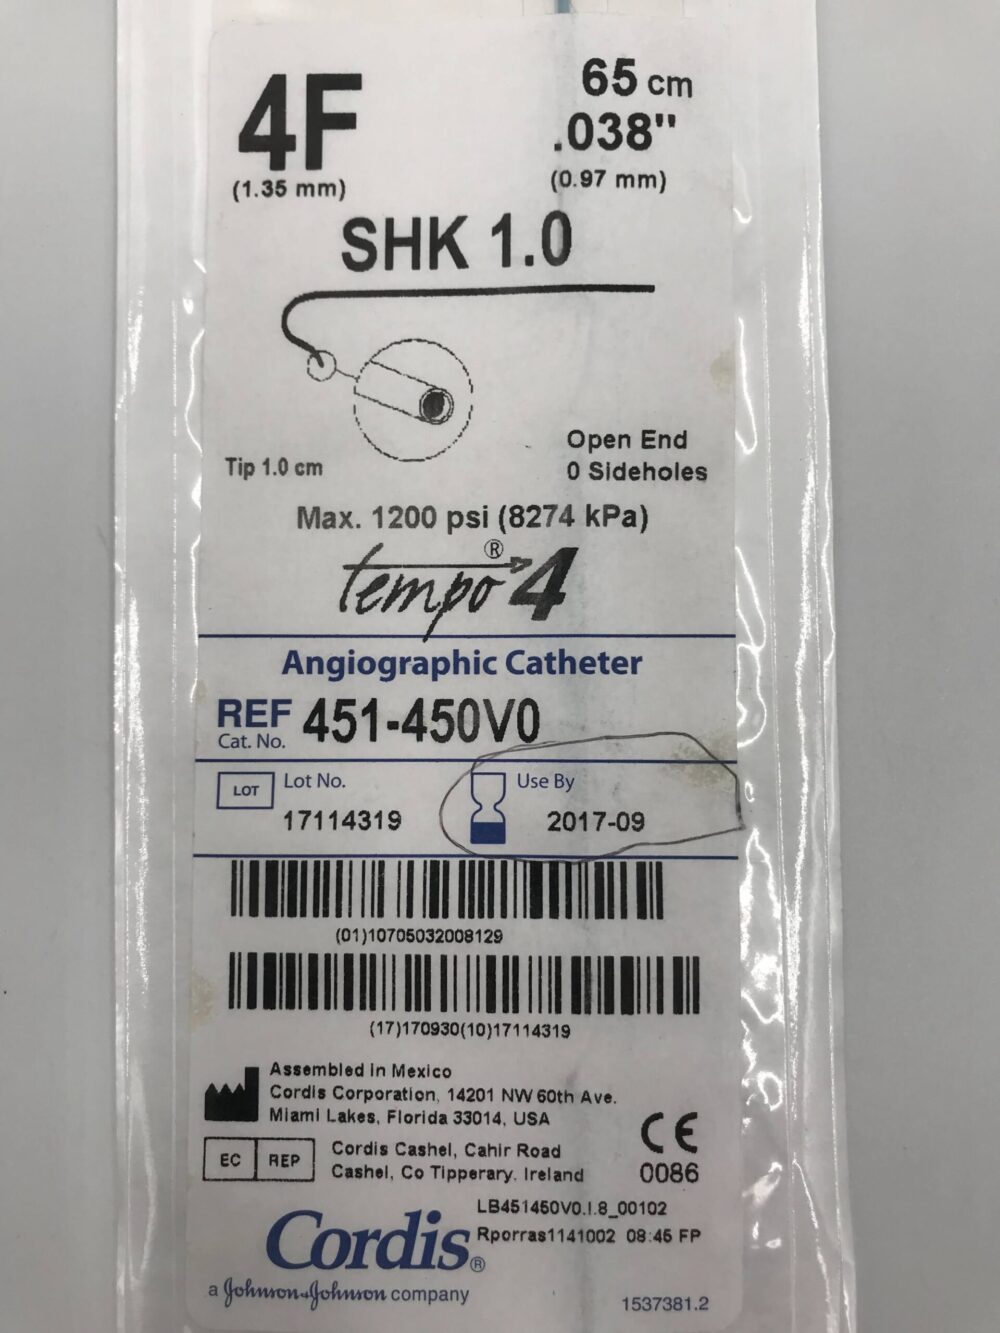 4F
(1.35 mm)
65 cm
.038"
(0.97 mm)
SHK 1.0
Tip 1.0 cm
Open End
0 Sideholes
Max. 1200 psi (8274 kPa)
tempo®4
Angiographic Catheter
REF 451-450V0
Cat. No.
LOT Lot No.
17114319
Use By
2017-09
(01)10705032008129
(17)170930(10)17114319
Assembled in Mexico
Cordis Corporation, 14201 NW 60th Ave.
Miami Lakes, Florida 33014, USA
EC REP
Cordis Cashel, Cahir Road
Cashel, Co Tipperary. Ireland
CE
0086
LB451450V0.I.8_00102
Rporras1141002 08:45 FP
Cordis®
a Johnson&Johnson company
1537381.2